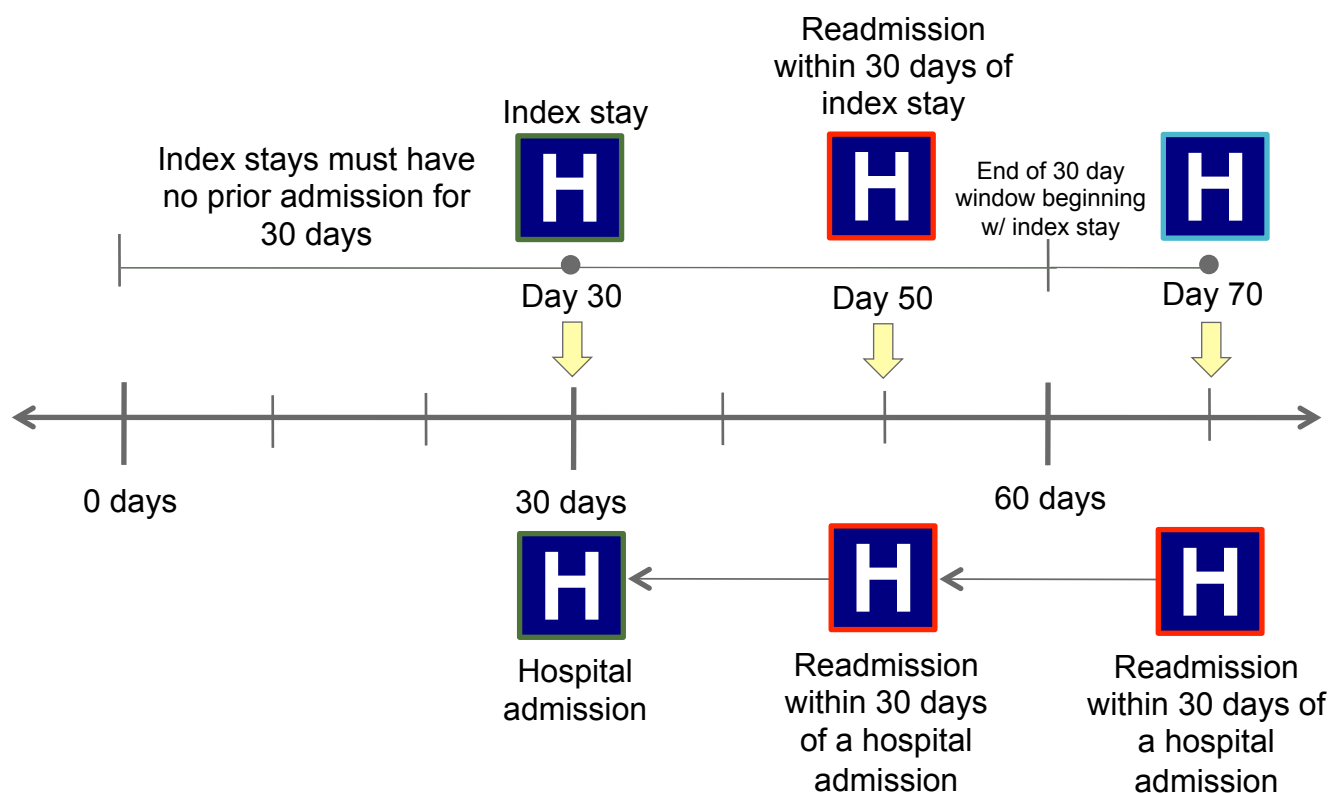 Readmission
within 30 days of
index stay
Index stay
H
H
H
Index stays must have
no prior admission for
30 days
End of 30 day
window beginning
w/ index stay
Day 30
Day 50
Day 70
0 days
30 days
60 days
H
H
H
Hospital
admission
Readmission
within 30 days
of a hospital
admission
Readmission
within 30 days of
a hospital
admission